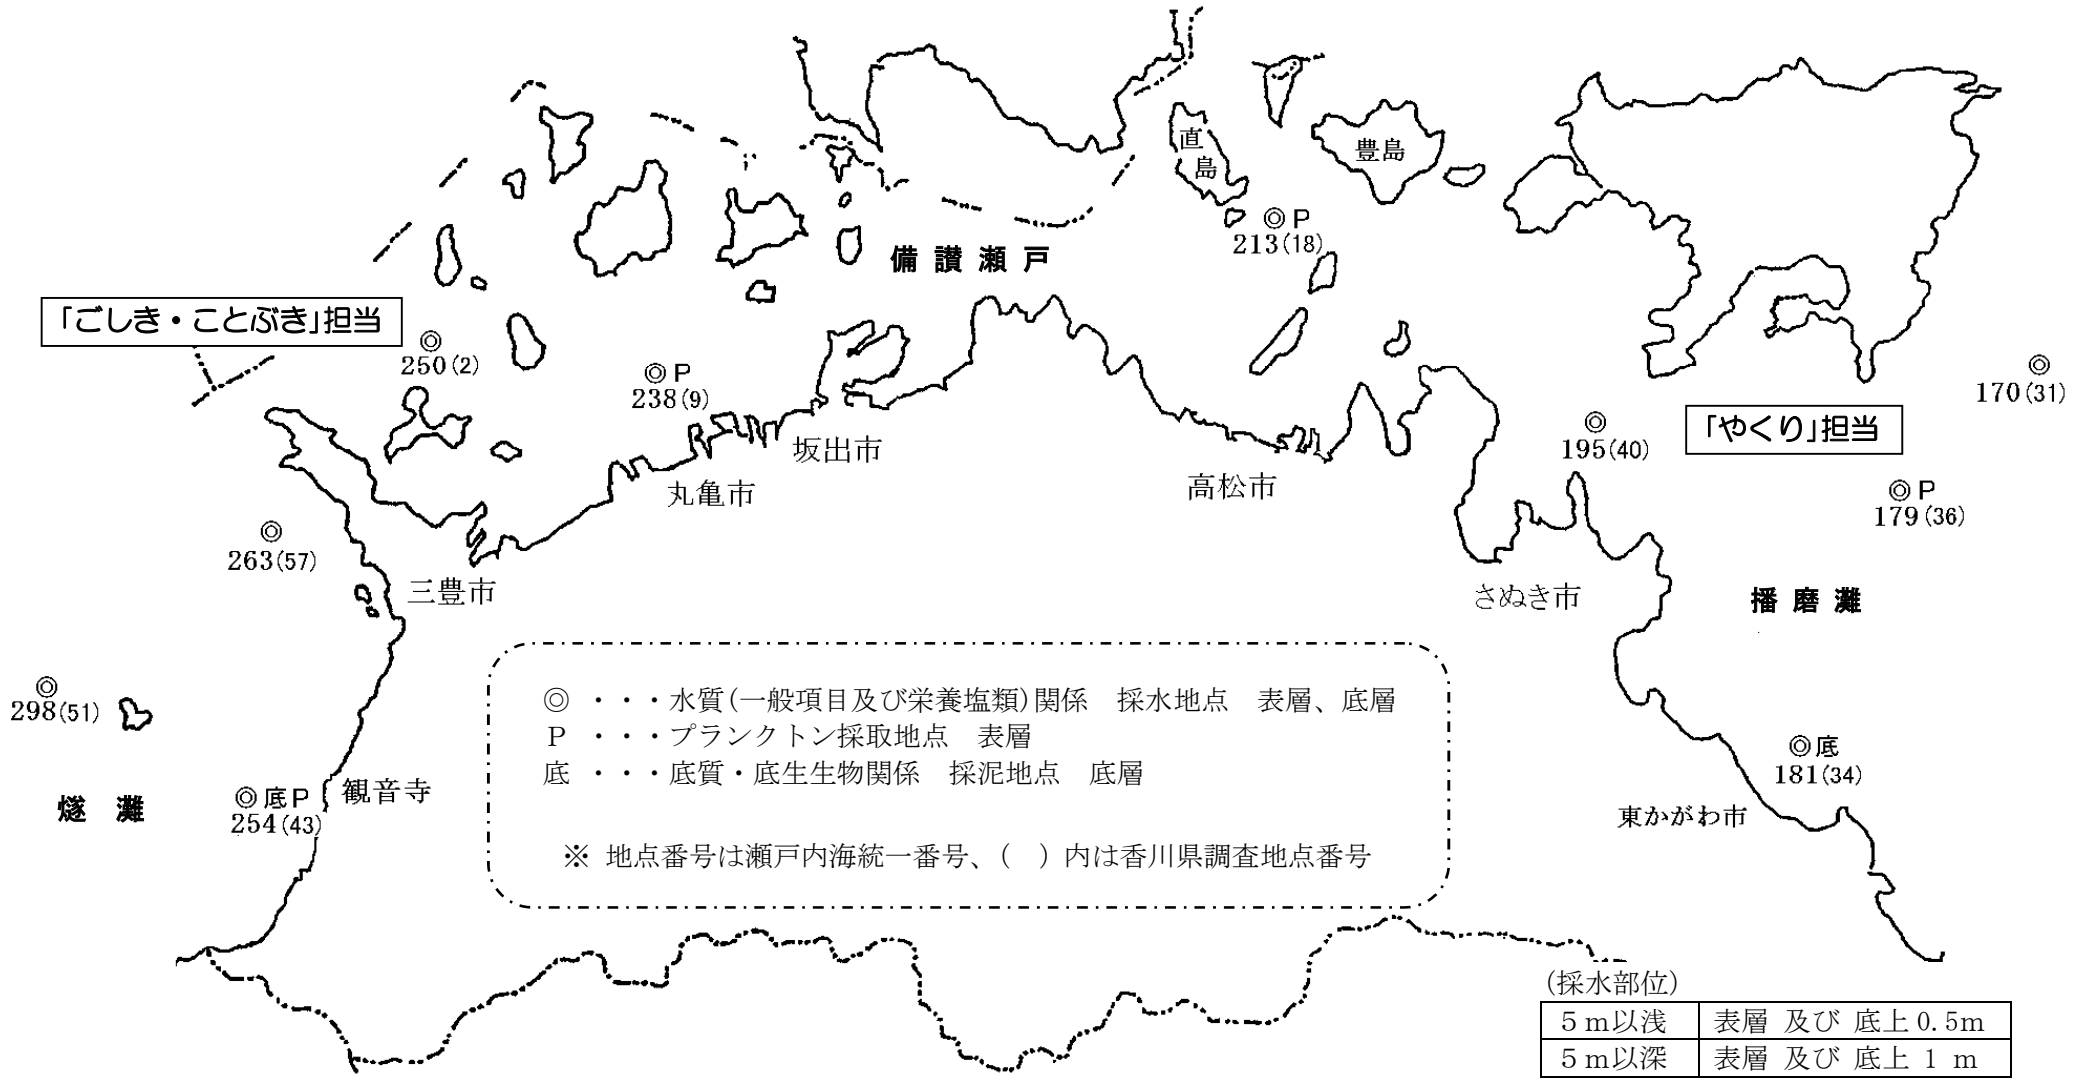 直
島
豊島
◎ P
213(18)
備讃瀬戸
「ごしき・ことぶき」担当
◎
250(2)
◎ P
238(9)
◎
170(31)
「やくり」担当
◎
195(40)
坂出市
丸亀市
高松市
◎ P
179(36)
◎
263(57)
三豊市
さぬき市
播磨灘
◎
298(51)
◎ ・・・水質(一般項目及び栄養塩類)関係　採水地点　表層、底層
P ・・・プランクトン採取地点　表層
底 ・・・底質・底生生物関係　採泥地点　底層
※ 地点番号は瀬戸内海統一番号、(　) 内は香川県調査地点番号
◎ 底
181(34)
燧灘
◎ 底 P
254(43)
観音寺
東かがわ市
(採水部位)
５ｍ以浅 表層 及び 底上 0.5m
５ｍ以深 表層 及び 底上 1 m